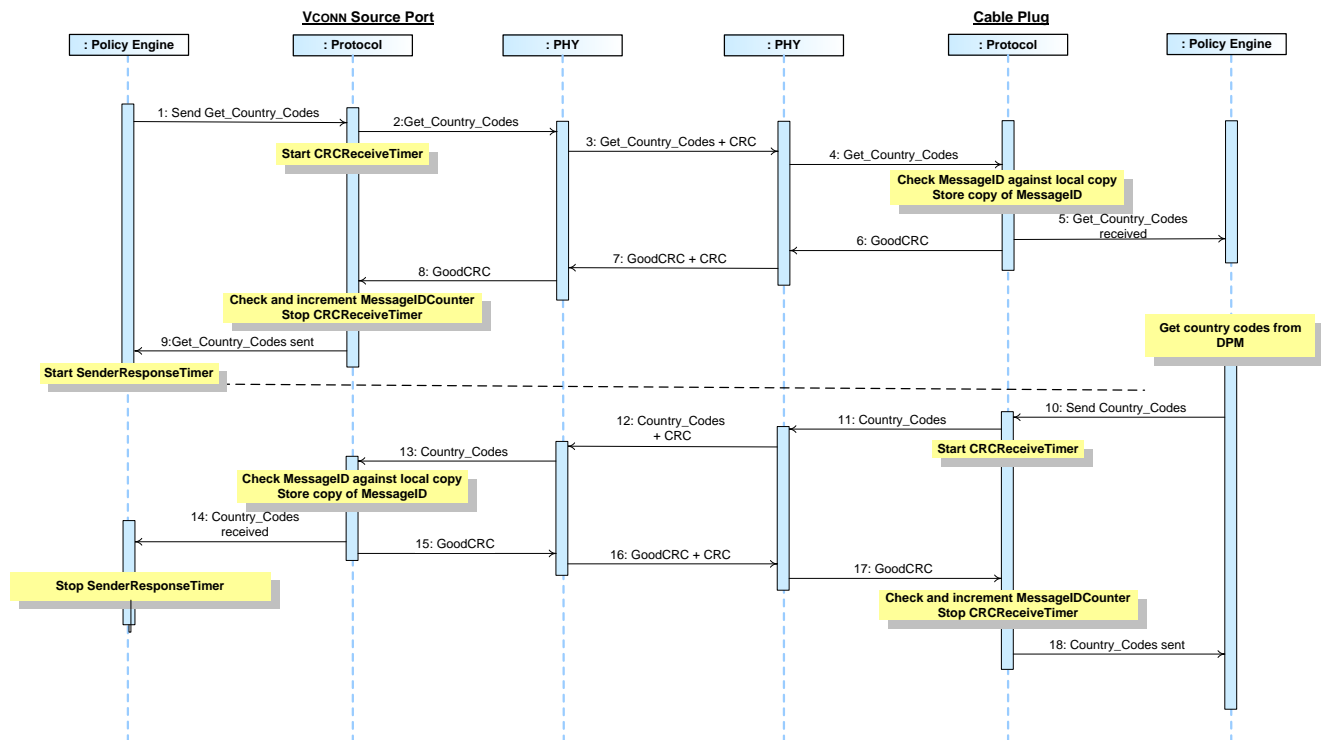 VCONN Source Port
Cable Plug
: Policy Engine
: Protocol
: PHY
: PHY
: Protocol
: Policy Engine
1: Send Get_Country_Codes
2:Get_Country_Codes
Start CRCReceiveTimer
3: Get_Country_Codes + CRC
4: Get_Country_Codes
Check MessageID against local copy
Store copy of MessageID
5: Get_Country_Codes
received
6: GoodCRC
7: GoodCRC + CRC
8: GoodCRC
Check and increment MessageIDCounter
Stop CRCReceiveTimer
9:Get_Country_Codes sent
Start SenderResponseTimer
Get country codes from
DPM
10: Send Country_Codes
11: Country_Codes
Start CRCReceiveTimer
12: Country_Codes
+ CRC
13: Country_Codes
Check MessageID against local copy
Store copy of MessageID
14: Country_Codes
received
15: GoodCRC
16: GoodCRC + CRC
17: GoodCRC
Stop SenderResponseTimer
Check and increment MessageIDCounter
Stop CRCReceiveTimer
18: Country_Codes sent